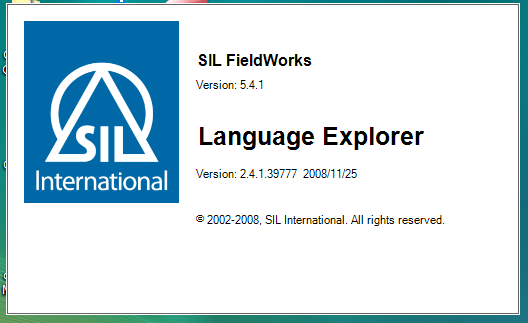 SIL
International
SIL FieldWorks
Version: 5.4.1
Language Explorer
Version: 2.4.1.39777 2008/11/25
© 2002-2008, SIL International. All rights reserved.